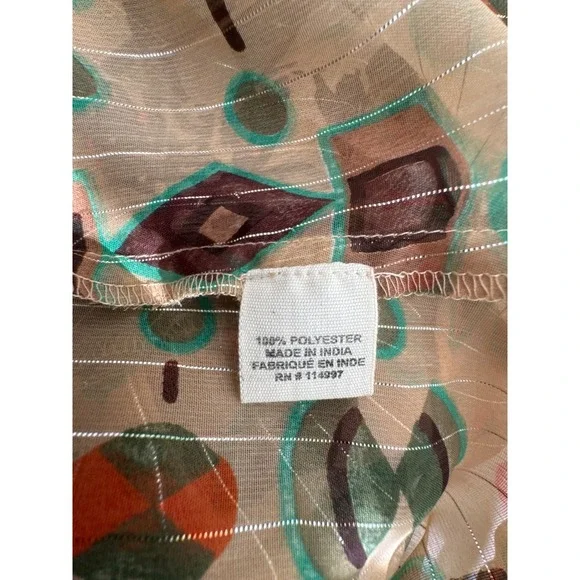 100% POLYESTER
MADE IN INDIA
FABRIQUÉ EN INDE
RN # 114997